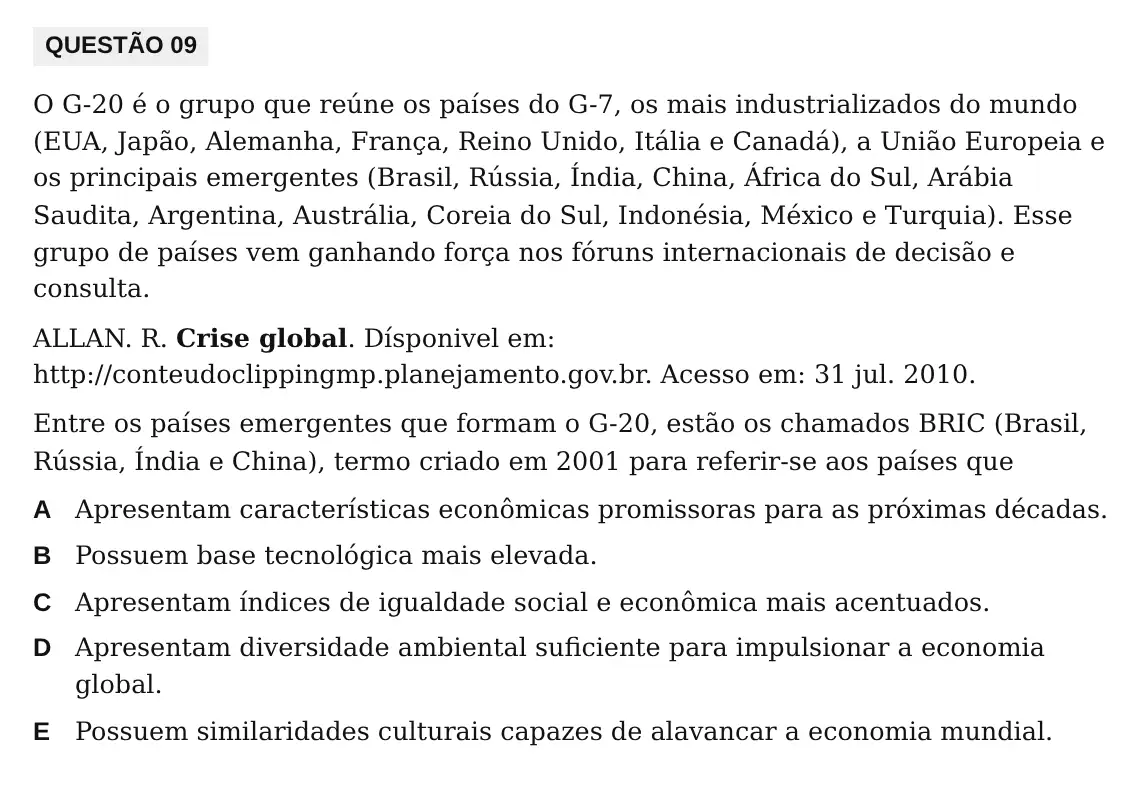 QUESTÃO 09
O G-20 é o grupo que reúne os países do G-7, os mais industrializados do mundo
(EUA, Japão, Alemanha, França, Reino Unido, Itália e Canadá), a União Europeia e
os principais emergentes (Brasil, Rússia, Índia, China, África do Sul, Arábia
Saudita, Argentina, Austrália, Coreia do Sul, Indonésia, México e Turquia). Esse
grupo de países vem ganhando força nos fóruns internacionais de decisão e
consulta.
ALLAN. R. Crise global. Dísponivel em:
http://conteudoclippingmp.planejamento.gov.br. Acesso em: 31 jul. 2010.
Entre os países emergentes que formam o G-20, estão os chamados BRIC (Brasil,
Rússia, Índia e China), termo criado em 2001 para referir-se aos países que
A Apresentam características econômicas promissoras para as próximas décadas.
B Possuem base tecnológica mais elevada.
C Apresentam índices de igualdade social e econômica mais acentuados.
D Apresentam diversidade ambiental suficiente para impulsionar a economia
global.
E Possuem similaridades culturais capazes de alavancar a economia mundial.